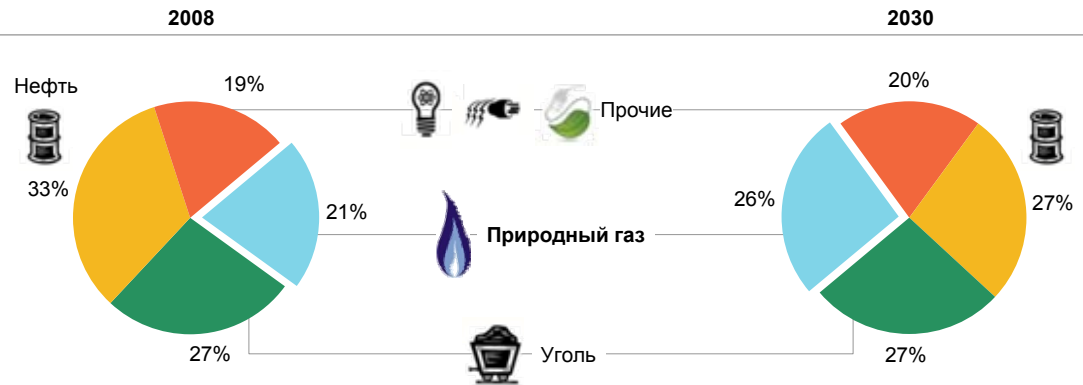 2008
2030
Нефть
19%
Прочие
20%
33%
21%
Природный газ
26%
27%
27%
Уголь
27%